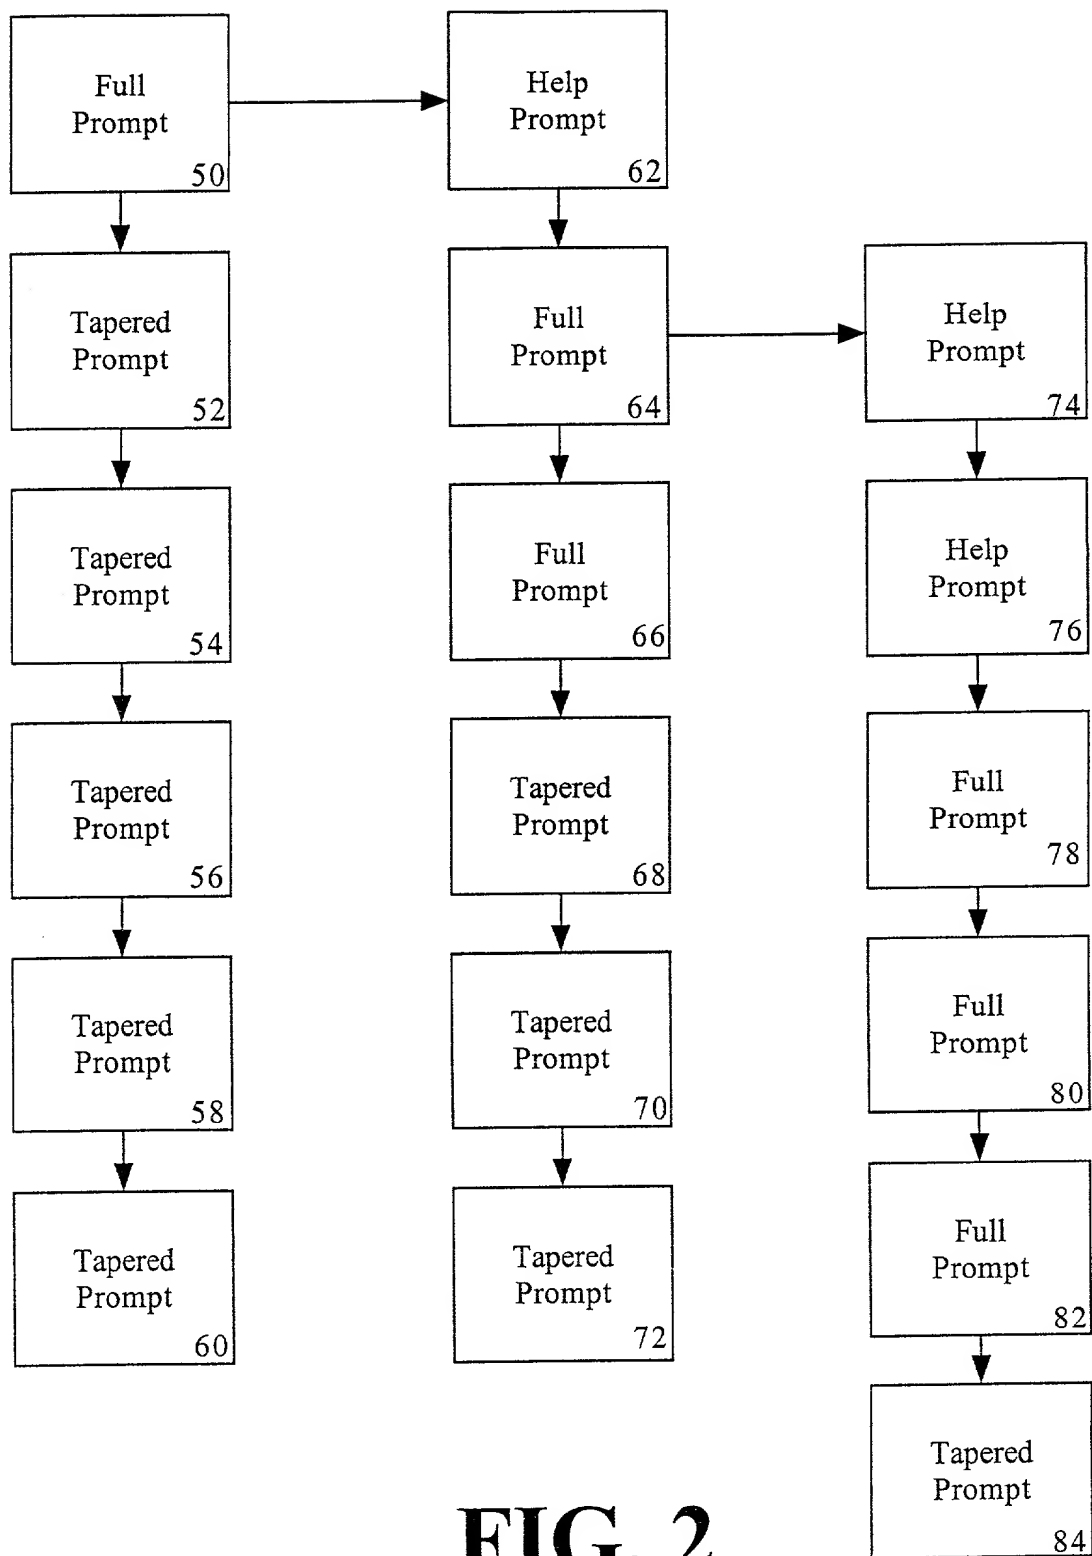 Full
Prompt
50
Help
Prompt
62
Tapered
Prompt
52
Full
Prompt
64
Help
Prompt
74
Tapered
Prompt
54
Full
Prompt
66
Help
Prompt
76
Tapered
Prompt
56
Tapered
Prompt
68
Full
Prompt
78
Tapered
Prompt
58
Tapered
Prompt
70
Full
Prompt
80
Tapered
Prompt
60
Tapered
Prompt
72
Full
Prompt
82
Tapered
Prompt
84
FIG. 2